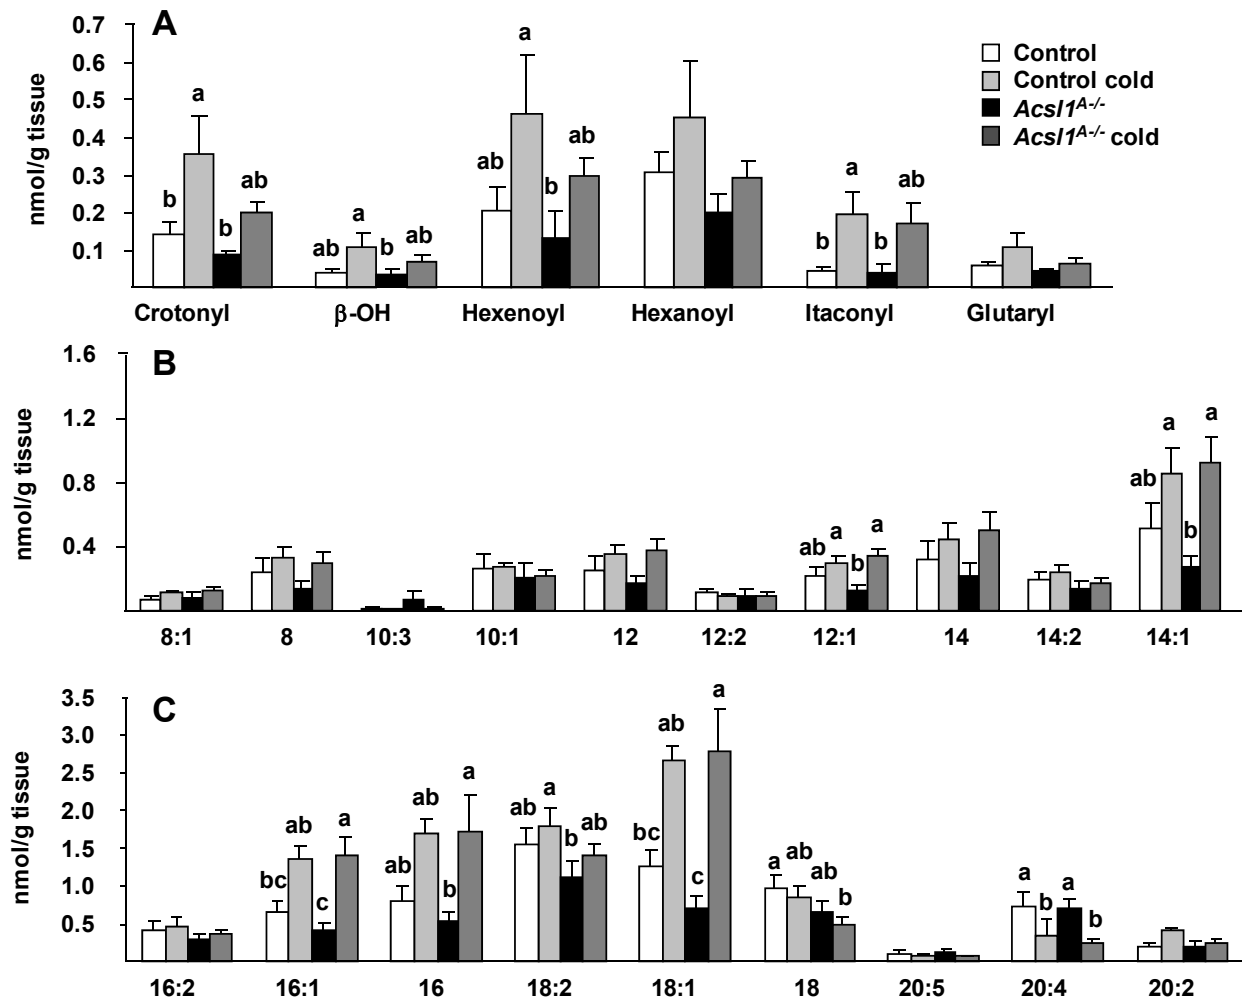 A
0.7
0.6
0.5
0.4
0.3
0.2
0.1
nmol/g tissue
Control
Control cold
Acsl1A-/-
Acsl1A-/- cold
b a b ab
ab a b ab
ab a b ab
b a b ab
Crotonyl β-OH Hexenoyl Hexanoyl Itaconyl Glutaryl
B
1.6
1.2
0.8
0.4
nmol/g tissue
ab a b a
ab a b a
8:1 8 10:3 10:1 12 12:2 12:1 14 14:2 14:1
C
3.5
3.0
2.5
2.0
1.5
1.0
0.5
nmol/g tissue
bc ab c a
ab ab b a
ab a b ab
bc ab c a
a ab ab b
a b a b
16:2 16:1 16 18:2 18:1 18 20:5 20:4 20:2